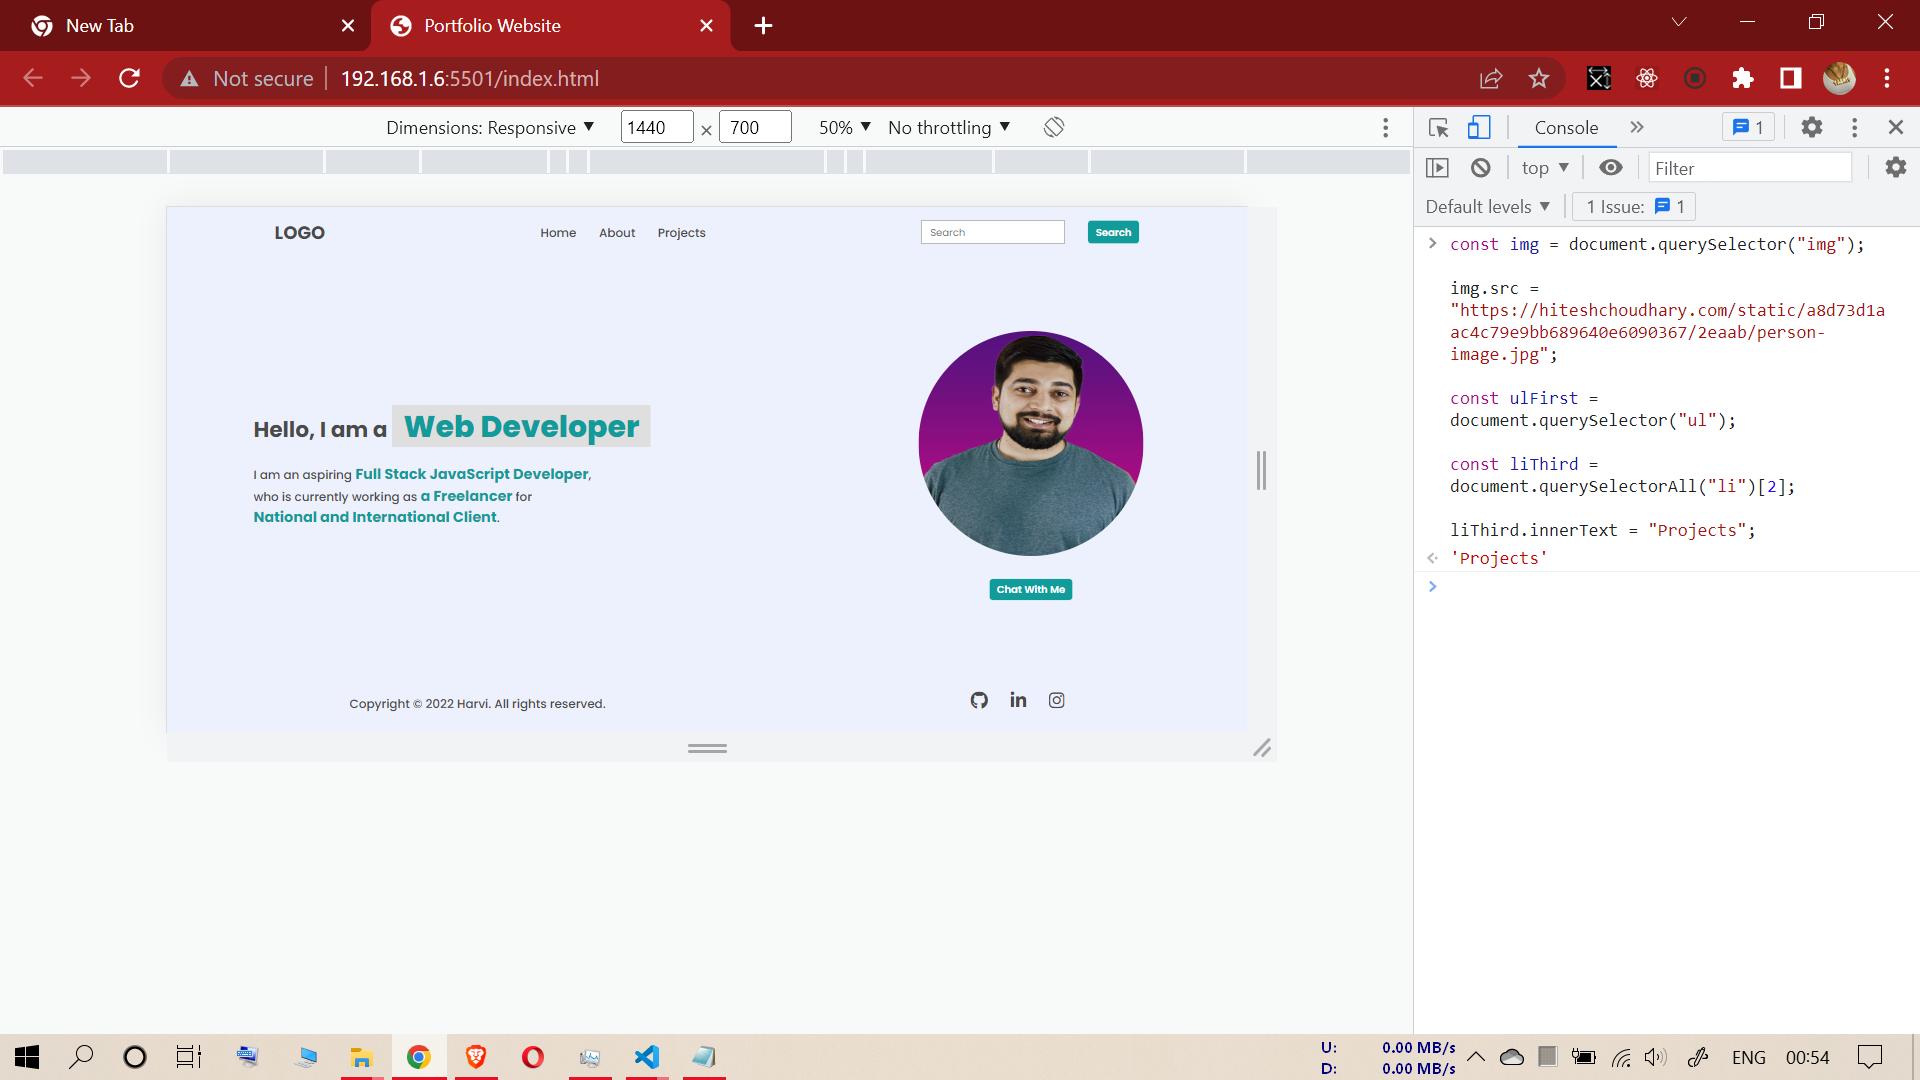 New Tab
Portfolio Website
Not secure
192.168.1.6:5501/index.html
Dimensions: Responsive
1440 × 700
50%
No throttling
Console
1
top
Filter
Default levels
1 Issue: 1
LOGO
Home About Projects
Search
Search
Hello, I am a Web Developer
I am an aspiring Full Stack JavaScript Developer,
who is currently working as a Freelancer for
National and International Client.
Chat With Me
Copyright © 2022 Harvi. All rights reserved.
const img = document.querySelector("img");
img.src =
"https://hiteshchoudhary.com/static/a8d73d1a
ac4c79e9bb689640e6090367/2eaab/person-
image.jpg";
const ulFirst =
document.querySelector("ul");
const liThird =
document.querySelectorAll("li")[2];
liThird.innerText = "Projects";
'Projects'
U: 0.00 MB/s
D: 0.00 MB/s
ENG
00:54